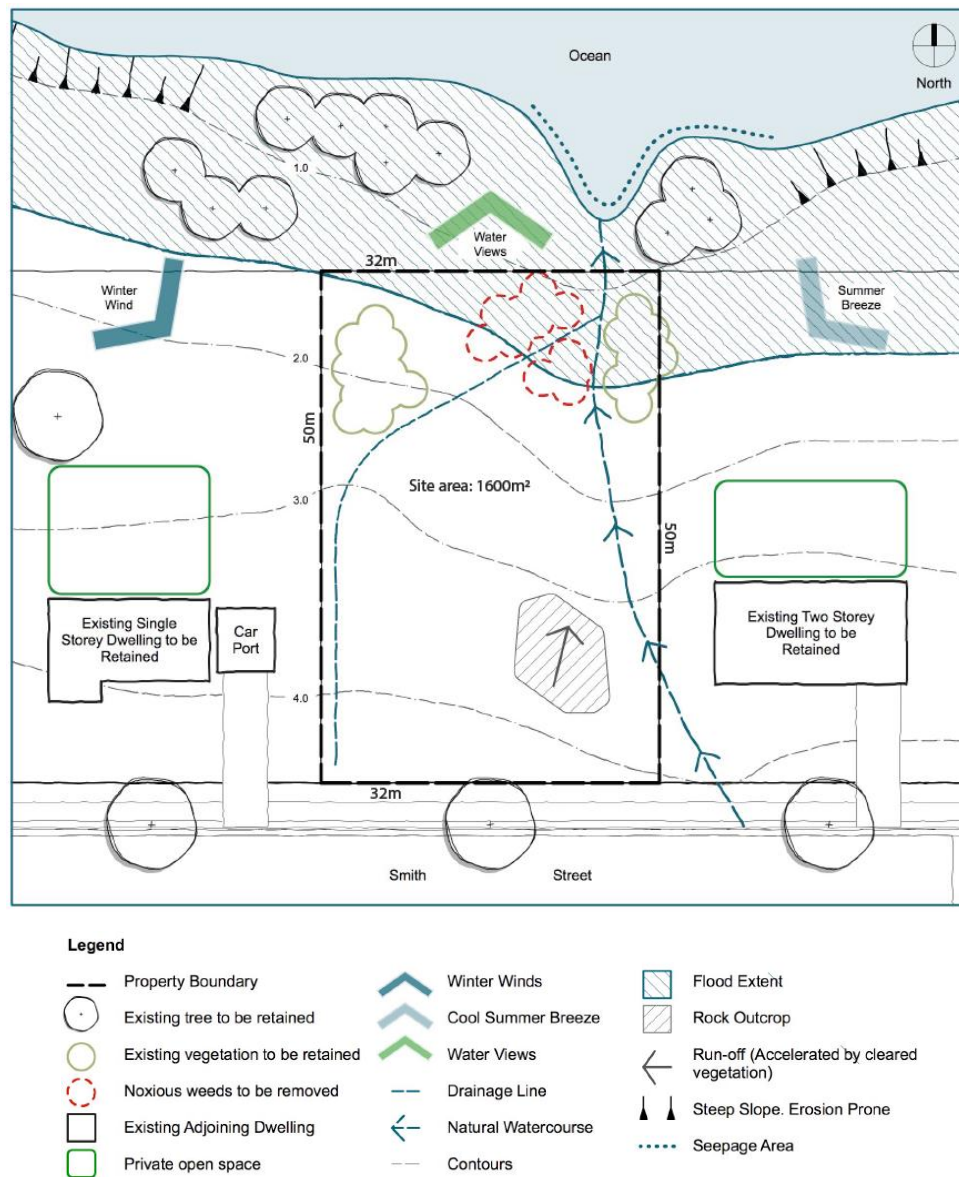 Ocean
North
1.0
Water
Views
32m
Winter
Wind
Summer
Breeze
2.0
50m
Site area: 1600m²
3.0
50m
Existing Single
Storey Dwelling to be
Retained
Car
Port
Existing Two Storey
Dwelling to be
Retained
4.0
32m
Smith Street
Legend
Property Boundary
Existing tree to be retained
Existing vegetation to be retained
Noxious weeds to be removed
Existing Adjoining Dwelling
Private open space
Winter Winds
Cool Summer Breeze
Water Views
Drainage Line
Natural Watercourse
Contours
Flood Extent
Rock Outcrop
Run-off (Accelerated by cleared
vegetation)
Steep Slope. Erosion Prone
Seepage Area